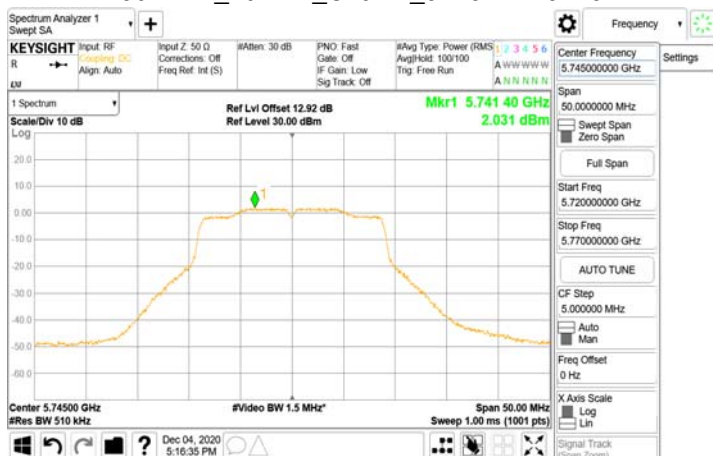 Spectrum Analyzer 1
Swept SA
Frequency
KEYSIGHT
R
Input: RF
Coupling: DC
Align: Auto
Input Z: 50 Ω
Corrections: Off
Freq Ref: Int (S)
#Atten: 30 dB
PNO: Fast
Gate: Off
IF Gain: Low
Sig Track: Off
#Avg Type: Power (RMS
Avg|Hold: 100/100
Trig: Free Run
1 2 3 4 5 6
A W W W W W
A N N N N N
1 Spectrum
Scale/Div 10 dB
Ref Lvl Offset 12.92 dB
Ref Level 30.00 dBm
Mkr1 5.741 40 GHz
2.031 dBm
Log
20.0
10.0
0.00
-10.0
-20.0
-30.0
-40.0
-50.0
-60.0
1
Center 5.74500 GHz
#Res BW 510 kHz
#Video BW 1.5 MHz*
Span 50.00 MHz
Sweep 1.00 ms (1001 pts)
Dec 04, 2020
5:16:35 PM
Center Frequency
5.745000000 GHz
Settings
Span
50.0000000 MHz
Swept Span
Zero Span
Full Span
Start Freq
5.720000000 GHz
Stop Freq
5.770000000 GHz
AUTO TUNE
CF Step
5.000000 MHz
Auto
Man
Freq Offset
0 Hz
X Axis Scale
Log
Lin
Signal Track
(Span Zoom)